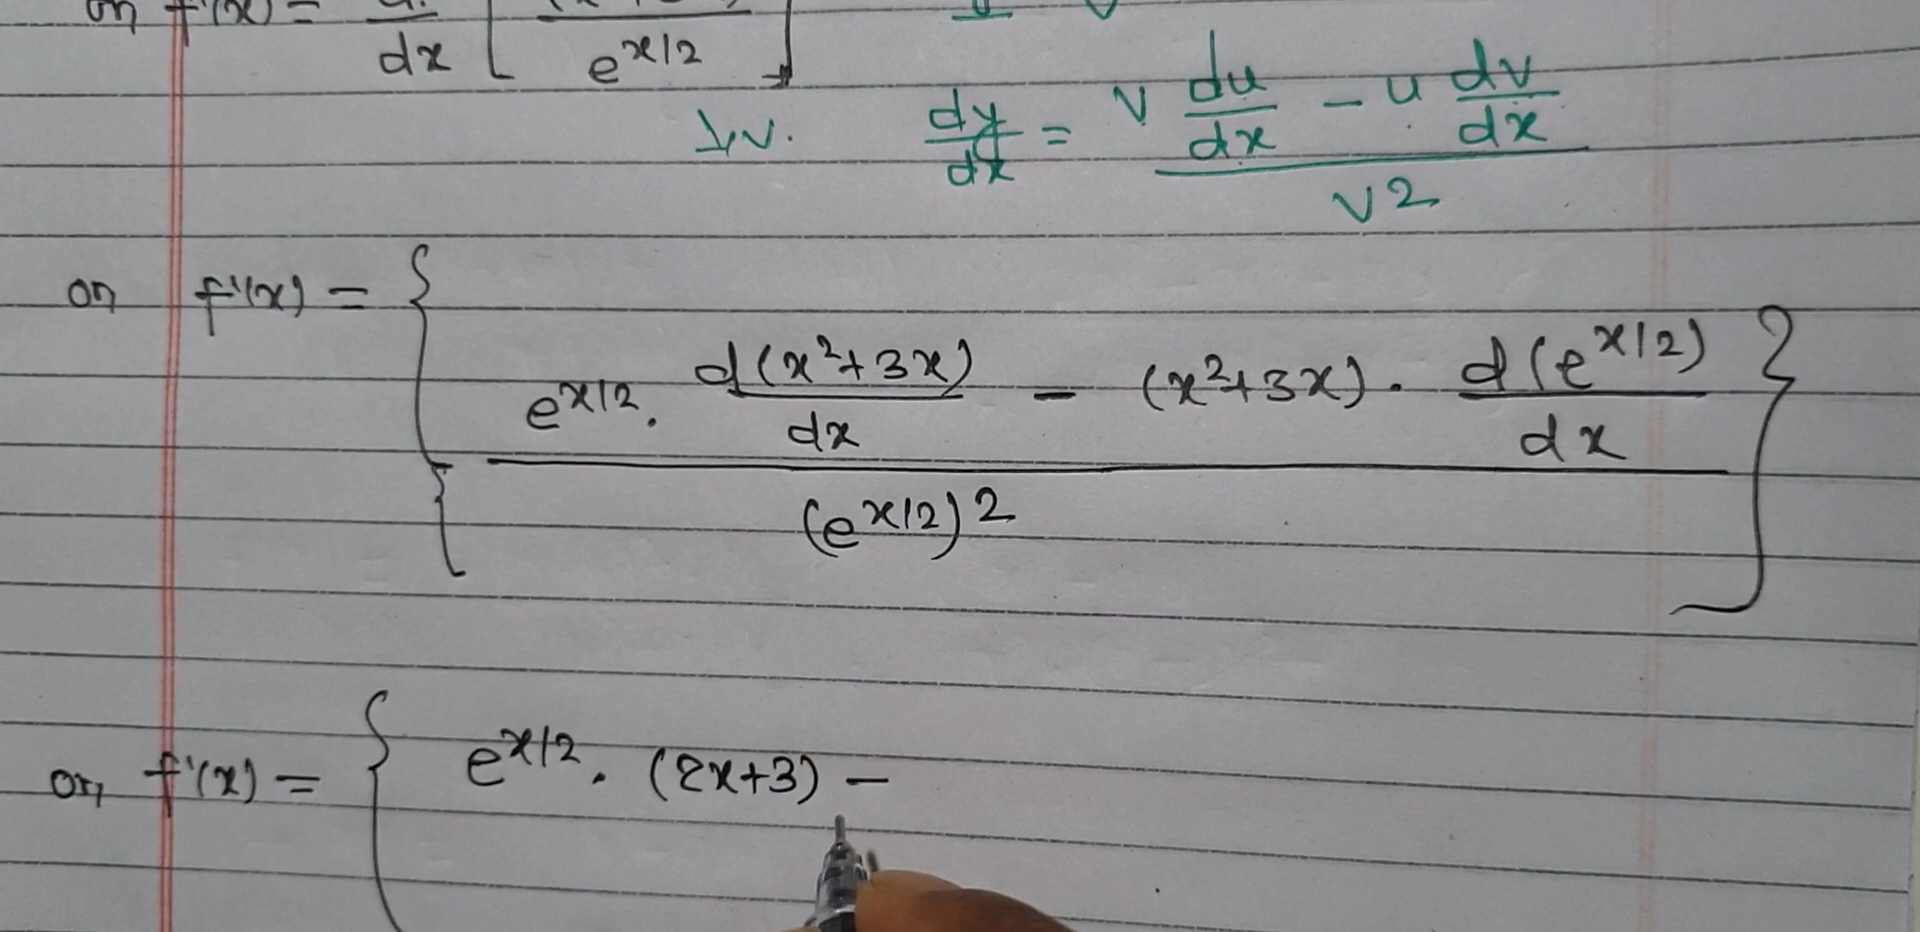 f'(x) = d/dx [ / e^x/2 ]
IV. dy/dx = (v du/dx - u dv/dx) / v2
or f'(x) = { e^x/2 . d(x²+3x)/dx - (x²+3x) . d(e^x/2)/dx / (e^x/2)2 }
or, f'(x) = { e^x/2 . (2x+3) -